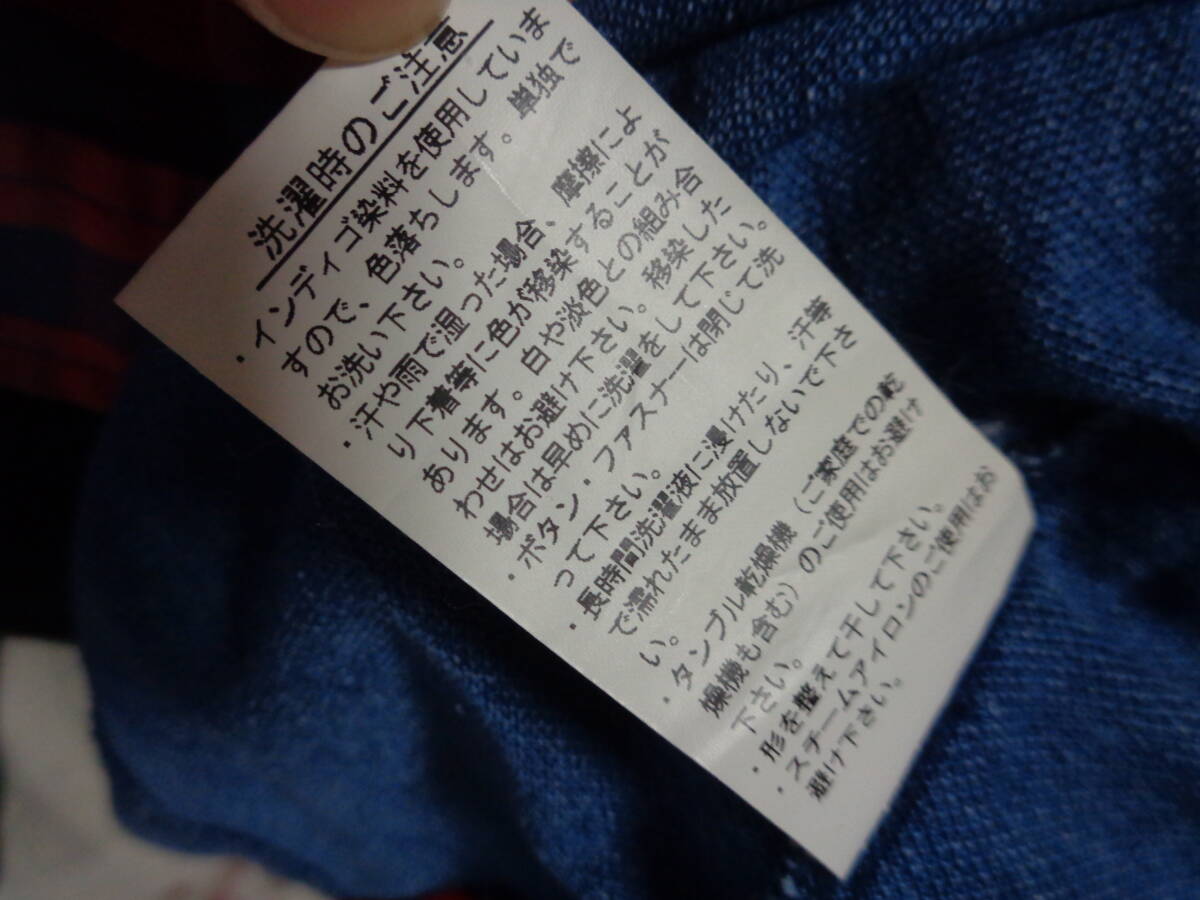 洗濯時のご注意
・インディゴ染料を使用していま
すので、色落ちします。単独で
お洗い下さい。
・汗や雨で湿った場合、摩擦によ
り下着等に色が移染することが
あります。白や淡色との組み合
わせはお避け下さい。移染した
場合は早めに洗濯をして下さい。
・ボタン・ファスナーは閉じて洗
って下さい。
・長時間洗濯液に浸けたり、汗等
で濡れたまま放置しないで下さ
い。
・タンブル乾燥機(ご家庭での乾
燥機も含む)のご使用はお避け
下さい。
・形を整えて干して下さい。
・スチームアイロンのご使用はお
避け下さい。